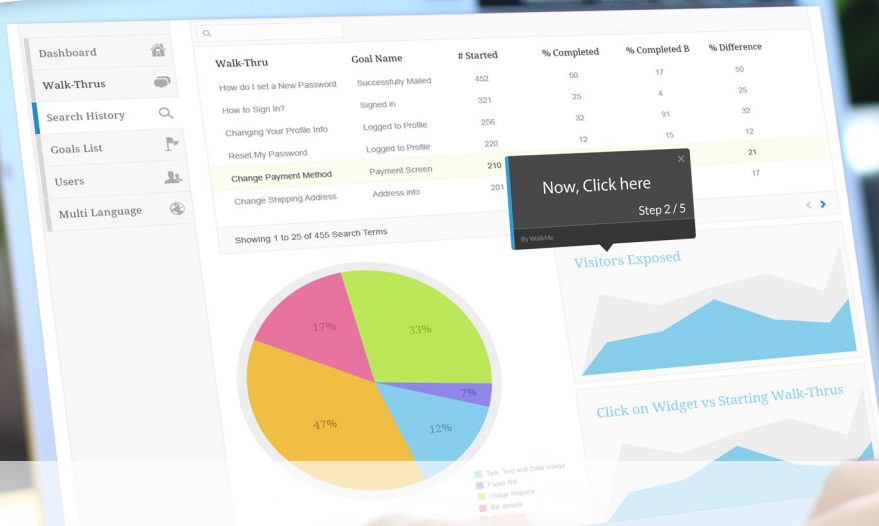 Dashboard
Walk-Thrus
Search History
Goals List
Users
Multi Language
Walk-Thru Goal Name # Started % Completed % Completed B % Difference
How do I set a New Password Successfully Mailed 452 50 17 50
How to Sign In? Signed in 321 25 4 25
Changing Your Profile Info Logged to Profile 256 32 91 32
Reset My Password Logged to Profile 220 12 15 12
Change Payment Method Payment Screen 210 21
Change Shipping Address Address info 201 17
Showing 1 to 25 of 455 Search Terms
Now, Click here
Step 2 / 5
By WalkMe
17%
33%
7%
47%
12%
Talk, Text and Data Usage
Paper Bill
Usage Reports
Bill details
Visitors Exposed
Click on Widget vs Starting Walk-Thrus